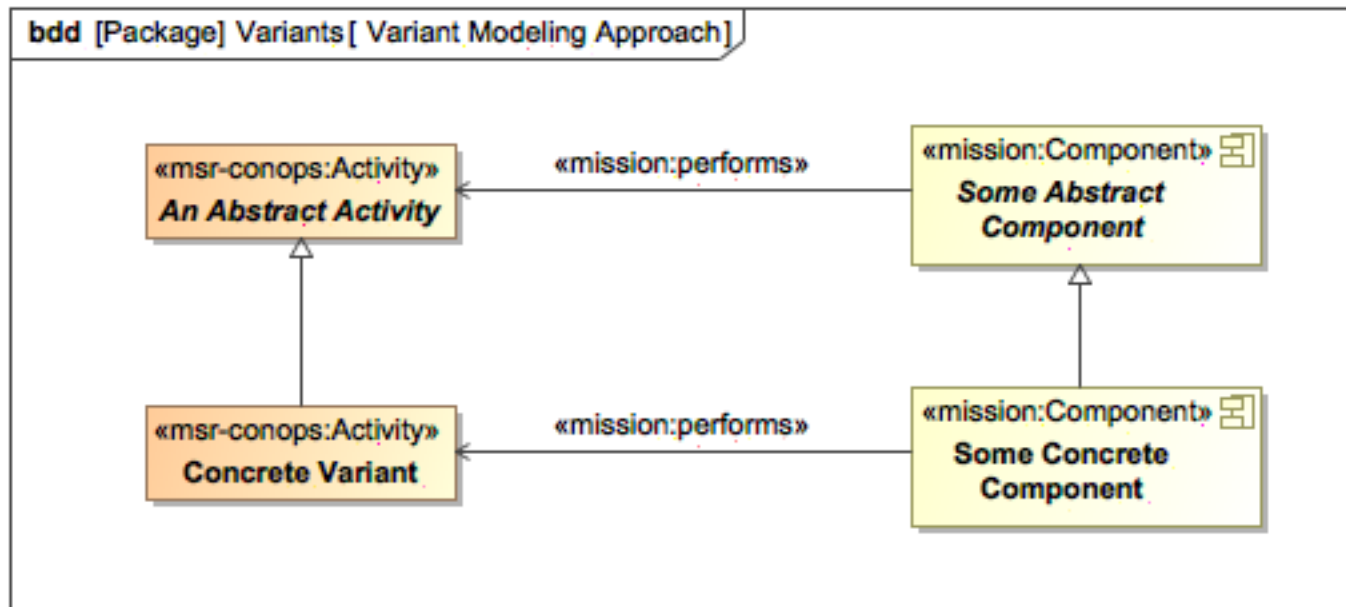 bdd [Package] Variants[ Variant Modeling Approach]
«msr-conops:Activity»
An Abstract Activity
«mission:performs»
«mission:Component»
Some Abstract
Component
«msr-conops:Activity»
Concrete Variant
«mission:performs»
«mission:Component»
Some Concrete
Component